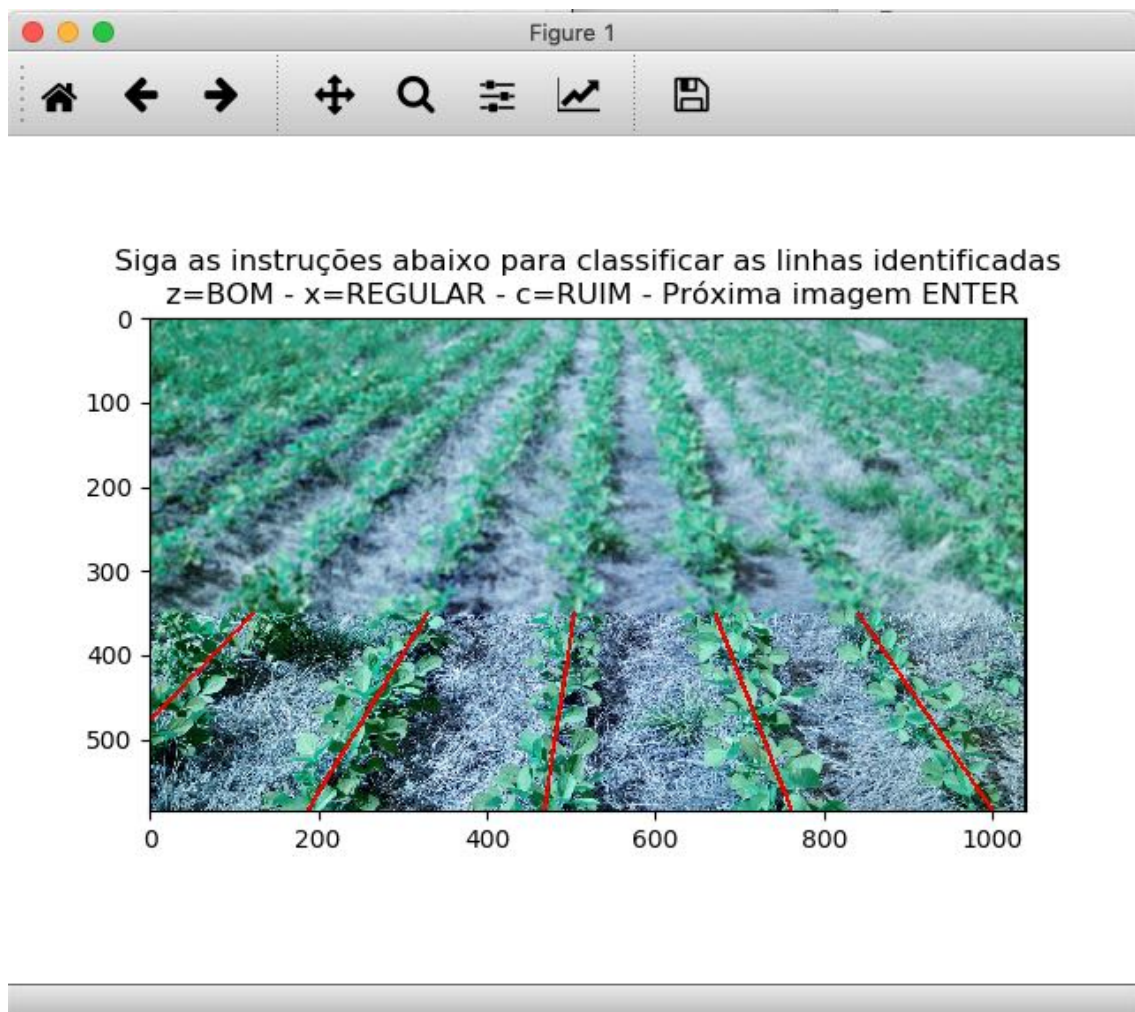 Figure 1
Siga as instruções abaixo para classificar as linhas identificadas
z=BOM - x=REGULAR - c=RUIM - Próxima imagem ENTER
0
100
200
300
400
500
0 200 400 600 800 1000